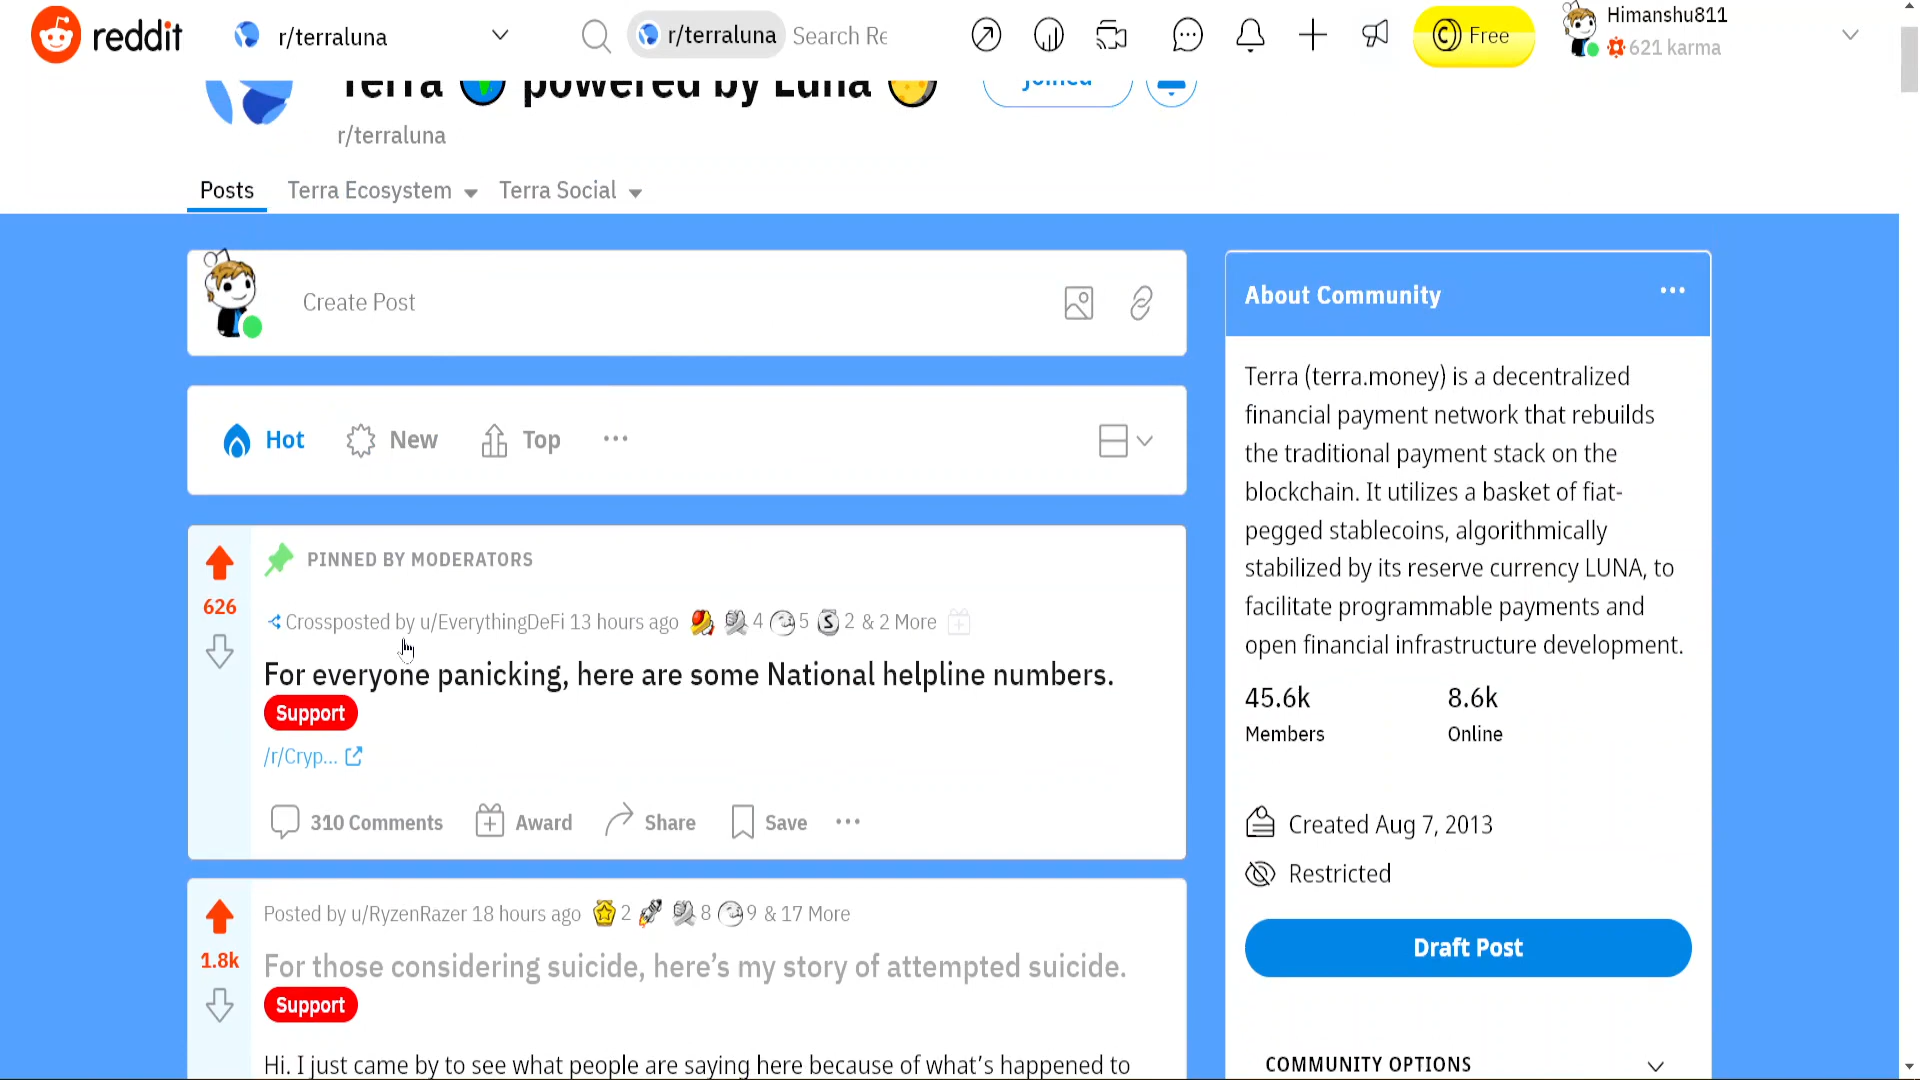 reddit r/terraluna r/terraluna Search Re Free Himanshu811
621 karma
Terra powered by Luna Joined
r/terraluna
Posts Terra Ecosystem Terra Social
Create Post
Hot New Top
PINNED BY MODERATORS
626
Crossposted by u/EverythingDeFi 13 hours ago 4 5 2 & 2 More
For everyone panicking, here are some National helpline numbers.
Support
/r/Cryp...
310 Comments Award Share Save
Posted by u/RyzenRazer 18 hours ago 2 8 9 & 17 More
1.8k
For those considering suicide, here’s my story of attempted suicide.
Support
Hi. I just came by to see what people are saying here because of what’s happened to
About Community
Terra (terra.money) is a decentralized
financial payment network that rebuilds
the traditional payment stack on the
blockchain. It utilizes a basket of fiat-
pegged stablecoins, algorithmically
stabilized by its reserve currency LUNA, to
facilitate programmable payments and
open financial infrastructure development.
45.6k 8.6k
Members Online
Created Aug 7, 2013
Restricted
Draft Post
COMMUNITY OPTIONS